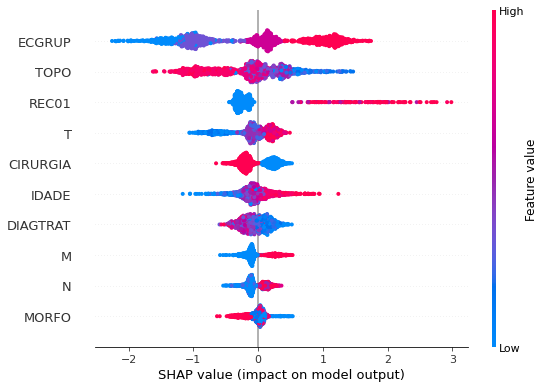 High
ECGRUP
TOPO
REC01
T
CIRURGIA
IDADE
DIAGTRAT
M
N
MORFO
Feature value
Low
−2
−1
0
1
2
3
SHAP value (impact on model output)